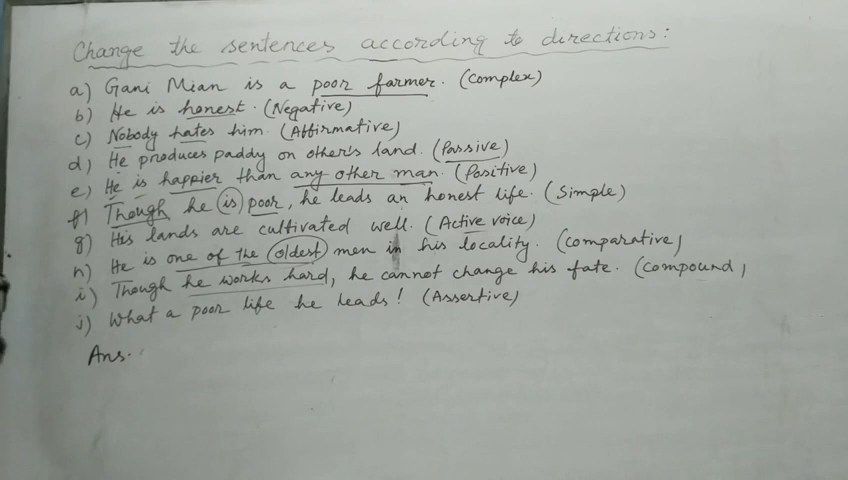 Change the sentences according to directions:
a) Gani Mian is a poor farmer. (Complex)
b) He is honest. (Negative)
c) Nobody hates him. (Affirmative)
d) He produces paddy on other's land. (Passive)
e) He is happier than any other man. (Positive)
f) Though he is poor, he leads an honest life. (Simple)
g) His lands are cultivated well. (Active voice)
h) He is one of the oldest men in his locality. (Comparative)
i) Though he works hard, he cannot change his fate. (Compound)
j) What a poor life he leads! (Assertive)
Ans.